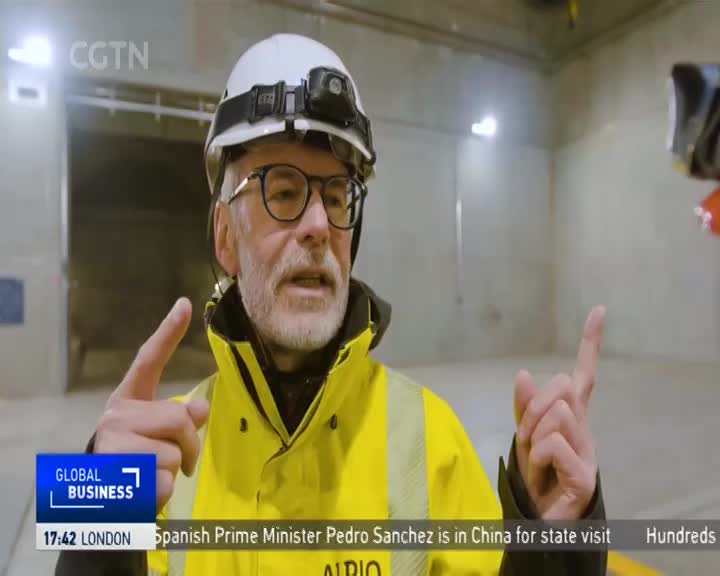 CGTN
GLOBAL
BUSINESS
17:42 LONDON
Spanish Prime Minister Pedro Sanchez is in China for state visit Hundreds